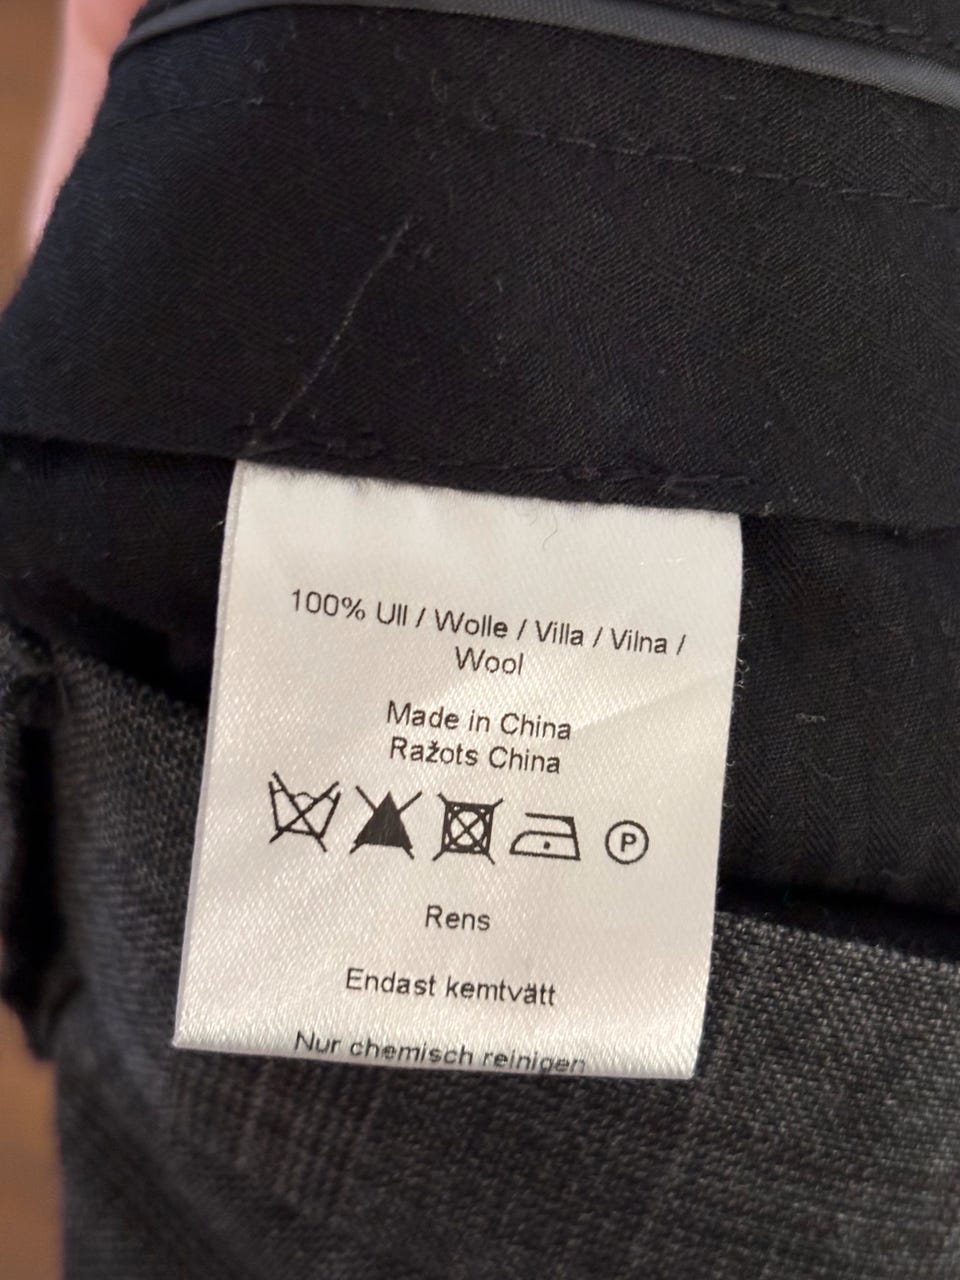 100% Ull / Wolle / Villa / Vilna /
Wool
Made in China
Ražots China
P
Rens
Endast kemtvätt
Nur chemisch reinigen